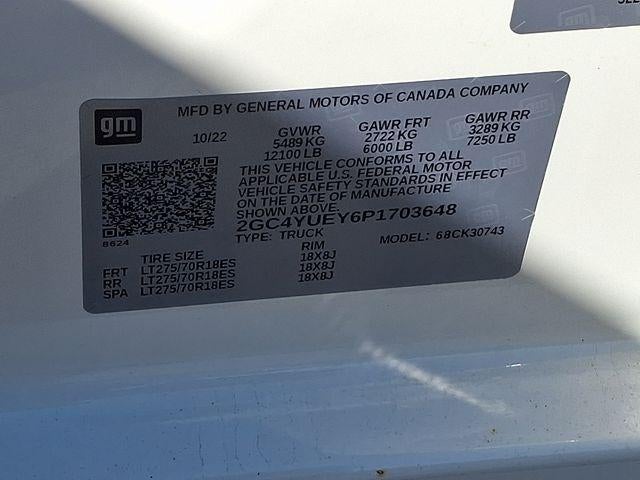 gm
MFD BY GENERAL MOTORS OF CANADA COMPANY
10/22 GVWR GAWR FRT GAWR RR
5489 KG 2722 KG 3289 KG
12100 LB 6000 LB 7250 LB
THIS VEHICLE CONFORMS TO ALL
APPLICABLE U.S. FEDERAL MOTOR
VEHICLE SAFETY STANDARDS IN EFFECT
ON THE DATE OF MANUFACTURE
SHOWN ABOVE.
2GC4YUEY6P1703648
8624 TYPE: TRUCK MODEL: 68CK30743
TIRE SIZE RIM
FRT LT275/70R18ES 18X8J
RR LT275/70R18ES 18X8J
SPA LT275/70R18ES 18X8J
gm